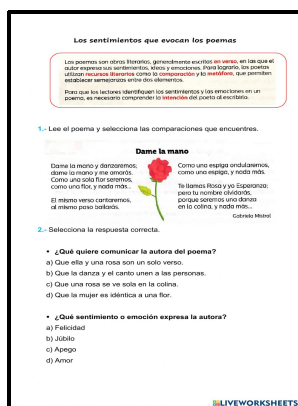 Los sentimientos que evocan los poemas
Los poemas son obras literarias, generalmente escritas en verso, en las que el
autor expresa sus sentimientos, ideas y emociones. Para lograrlo, los poetas
utilizan recursos literarios como la comparación y la metáfora, que permiten
establecer semejanzas entre dos elementos.
Para que los lectores identifiquen los sentimientos y las emociones en un
poema, es necesario comprender la intención del poeta al escribirlo.
1.- Lee el poema y selecciona las comparaciones que encuentres.
Dame la mano
Dame la mano y danzaremos;
dame la mano y me amarás.
Como una sola flor seremos,
como una flor, y nada más...
El mismo verso cantaremos,
al mismo paso bailarás.
Como una espiga ondularemos,
como una espiga, y nada más.
Te llamas Rosa y yo Esperanza;
pero tu nombre olvidarás,
porque seremos una danza
en la colina, y nada más...
Gabriela Mistral
2.- Selecciona la respuesta correcta.
• ¿Qué quiere comunicar la autora del poema?
a) Que ella y una rosa son un solo verso.
b) Que la danza y el canto unen a las personas.
c) Que una rosa se ve sola en la colina.
d) Que la mujer es idéntica a una flor.
• ¿Qué sentimiento o emoción expresa la autora?
a) Felicidad
b) Júbilo
c) Apego
d) Amor
LIVEWORKSHEETS